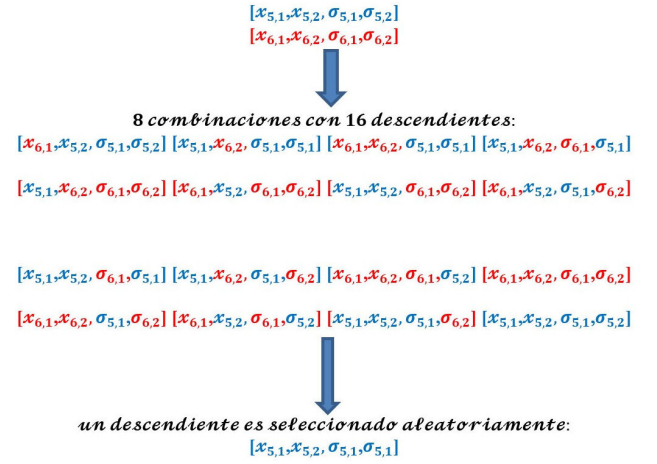 [x5,1,x5,2, σ5,1,σ5,2]
[x6,1,x6,2, σ6,1,σ6,2]
8 combinaciones con 16 descendientes:
[x6,1,x5,2, σ5,1,σ5,2] [x5,1,x6,2, σ5,1,σ5,1] [x6,1,x6,2, σ5,1,σ5,1] [x5,1,x6,2, σ6,1,σ5,1]
[x5,1,x6,2, σ6,1,σ6,2] [x6,1,x5,2, σ6,1,σ6,2] [x5,1,x5,2, σ6,1,σ6,2] [x6,1,x5,2, σ5,1,σ6,2]
[x5,1,x5,2, σ6,1,σ5,1] [x5,1,x6,2, σ5,1,σ6,2] [x6,1,x6,2, σ6,1,σ5,2] [x6,1,x6,2, σ6,1,σ6,2]
[x6,1,x6,2, σ5,1,σ6,2] [x6,1,x5,2, σ6,1,σ5,2] [x5,1,x5,2, σ5,1,σ6,2] [x5,1,x5,2, σ5,1,σ5,2]
un descendiente es seleccionado aleatoriamente:
[x5,1,x5,2, σ5,1,σ5,1]